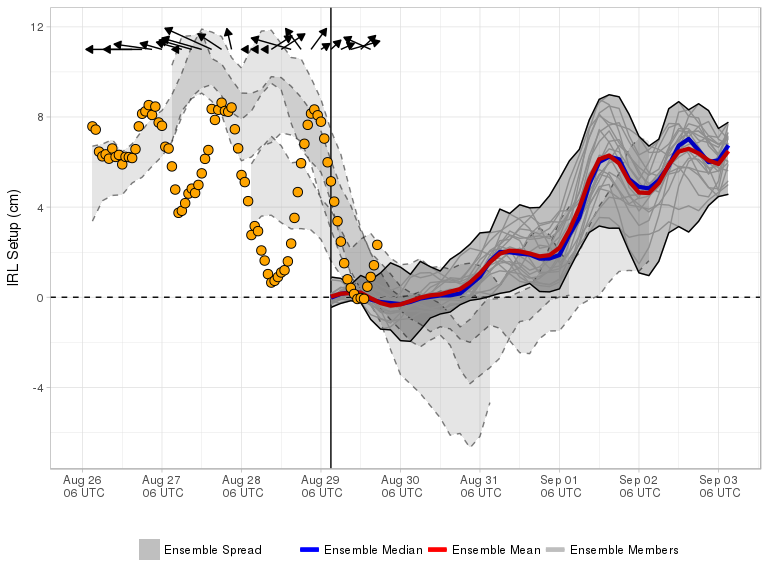 12
8
4
0
-4
IRL Setup (cm)
Aug 26 Aug 27 Aug 28 Aug 29 Aug 30 Aug 31 Sep 01 Sep 02 Sep 03
06 UTC 06 UTC 06 UTC 06 UTC 06 UTC 06 UTC 06 UTC 06 UTC 06 UTC
Ensemble Spread Ensemble Median Ensemble Mean Ensemble Members